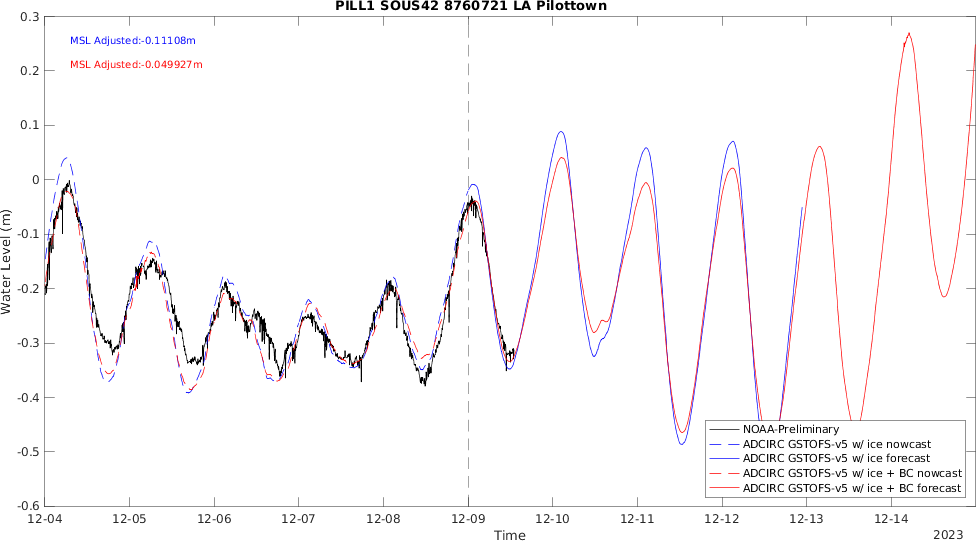 PILL1 SOUS42 8760721 LA Pilottown
MSL Adjusted:-0.11108m
MSL Adjusted:-0.049927m
0.3
0.2
0.1
0
-0.1
-0.2
-0.3
-0.4
-0.5
-0.6
Water Level (m)
NOAA-Preliminary
ADCIRC GSTOFS-v5 w/ ice nowcast
ADCIRC GSTOFS-v5 w/ ice forecast
ADCIRC GSTOFS-v5 w/ ice + BC nowcast
ADCIRC GSTOFS-v5 w/ ice + BC forecast
12-04 12-05 12-06 12-07 12-08 12-09 12-10 12-11 12-12 12-13 12-14
Time
2023